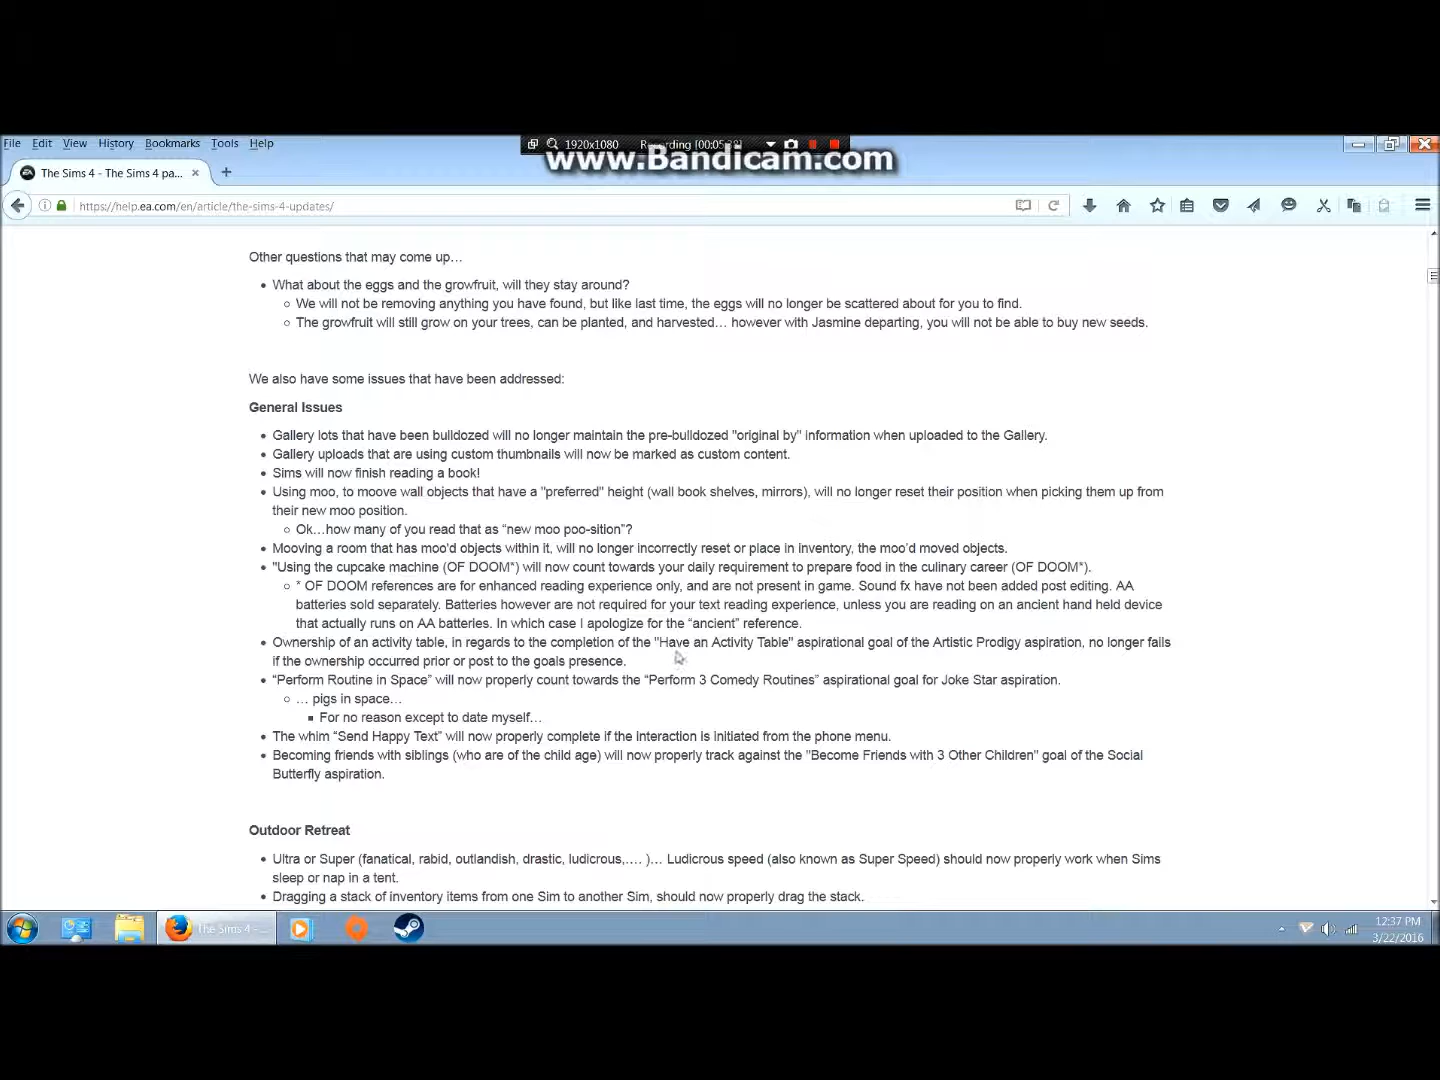 File Edit View History Bookmarks Tools Help
1920x1080 Recording
www.Bandicam.com
The Sims 4 - The Sims 4 pa...
https://help.ea.com/en/article/the-sims-4-updates/
Other questions that may come up…
What about the eggs and the growfruit, will they stay around?
We will not be removing anything you have found, but like last time, the eggs will no longer be scattered about for you to find.
The growfruit will still grow on your trees, can be planted, and harvested… however with Jasmine departing, you will not be able to buy new seeds.
We also have some issues that have been addressed:
General Issues
Gallery lots that have been bulldozed will no longer maintain the pre-bulldozed "original by" information when uploaded to the Gallery.
Gallery uploads that are using custom thumbnails will now be marked as custom content.
Sims will now finish reading a book!
Using moo, to moove wall objects that have a "preferred" height (wall book shelves, mirrors), will no longer reset their position when picking them up from
their new moo position.
Ok…how many of you read that as “new moo poo-sition”?
Mooving a room that has moo'd objects within it, will no longer incorrectly reset or place in inventory, the moo’d moved objects.
"Using the cupcake machine (OF DOOM*) will now count towards your daily requirement to prepare food in the culinary career (OF DOOM*).
* OF DOOM references are for enhanced reading experience only, and are not present in game. Sound fx have not been added post editing. AA
batteries sold separately. Batteries however are not required for your text reading experience, unless you are reading on an ancient hand held device
that actually runs on AA batteries. In which case I apologize for the “ancient” reference.
Ownership of an activity table, in regards to the completion of the "Have an Activity Table" aspirational goal of the Artistic Prodigy aspiration, no longer fails
if the ownership occurred prior or post to the goals presence.
“Perform Routine in Space” will now properly count towards the “Perform 3 Comedy Routines” aspirational goal for Joke Star aspiration.
… pigs in space…
For no reason except to date myself…
The whim “Send Happy Text” will now properly complete if the interaction is initiated from the phone menu.
Becoming friends with siblings (who are of the child age) will now properly track against the "Become Friends with 3 Other Children" goal of the Social
Butterfly aspiration.
Outdoor Retreat
Ultra or Super (fanatical, rabid, outlandish, drastic, ludicrous,…. )… Ludicrous speed (also known as Super Speed) should now properly work when Sims
sleep or nap in a tent.
Dragging a stack of inventory items from one Sim to another Sim, should now properly drag the stack.
The Sims 4 -...
12:37 PM
3/22/2016